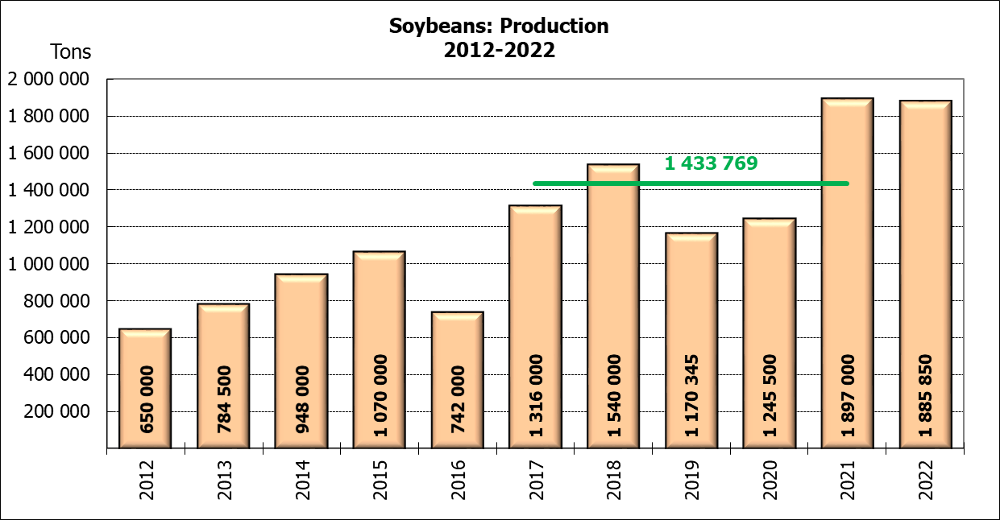 Soybeans: Production
2012-2022
Tons
2 000 000
1 800 000
1 600 000
1 400 000
1 200 000
1 000 000
800 000
600 000
400 000
200 000
1 433 769
650 000
784 500
948 000
1 070 000
742 000
1 316 000
1 540 000
1 170 345
1 245 500
1 897 000
1 885 850
2012
2013
2014
2015
2016
2017
2018
2019
2020
2021
2022